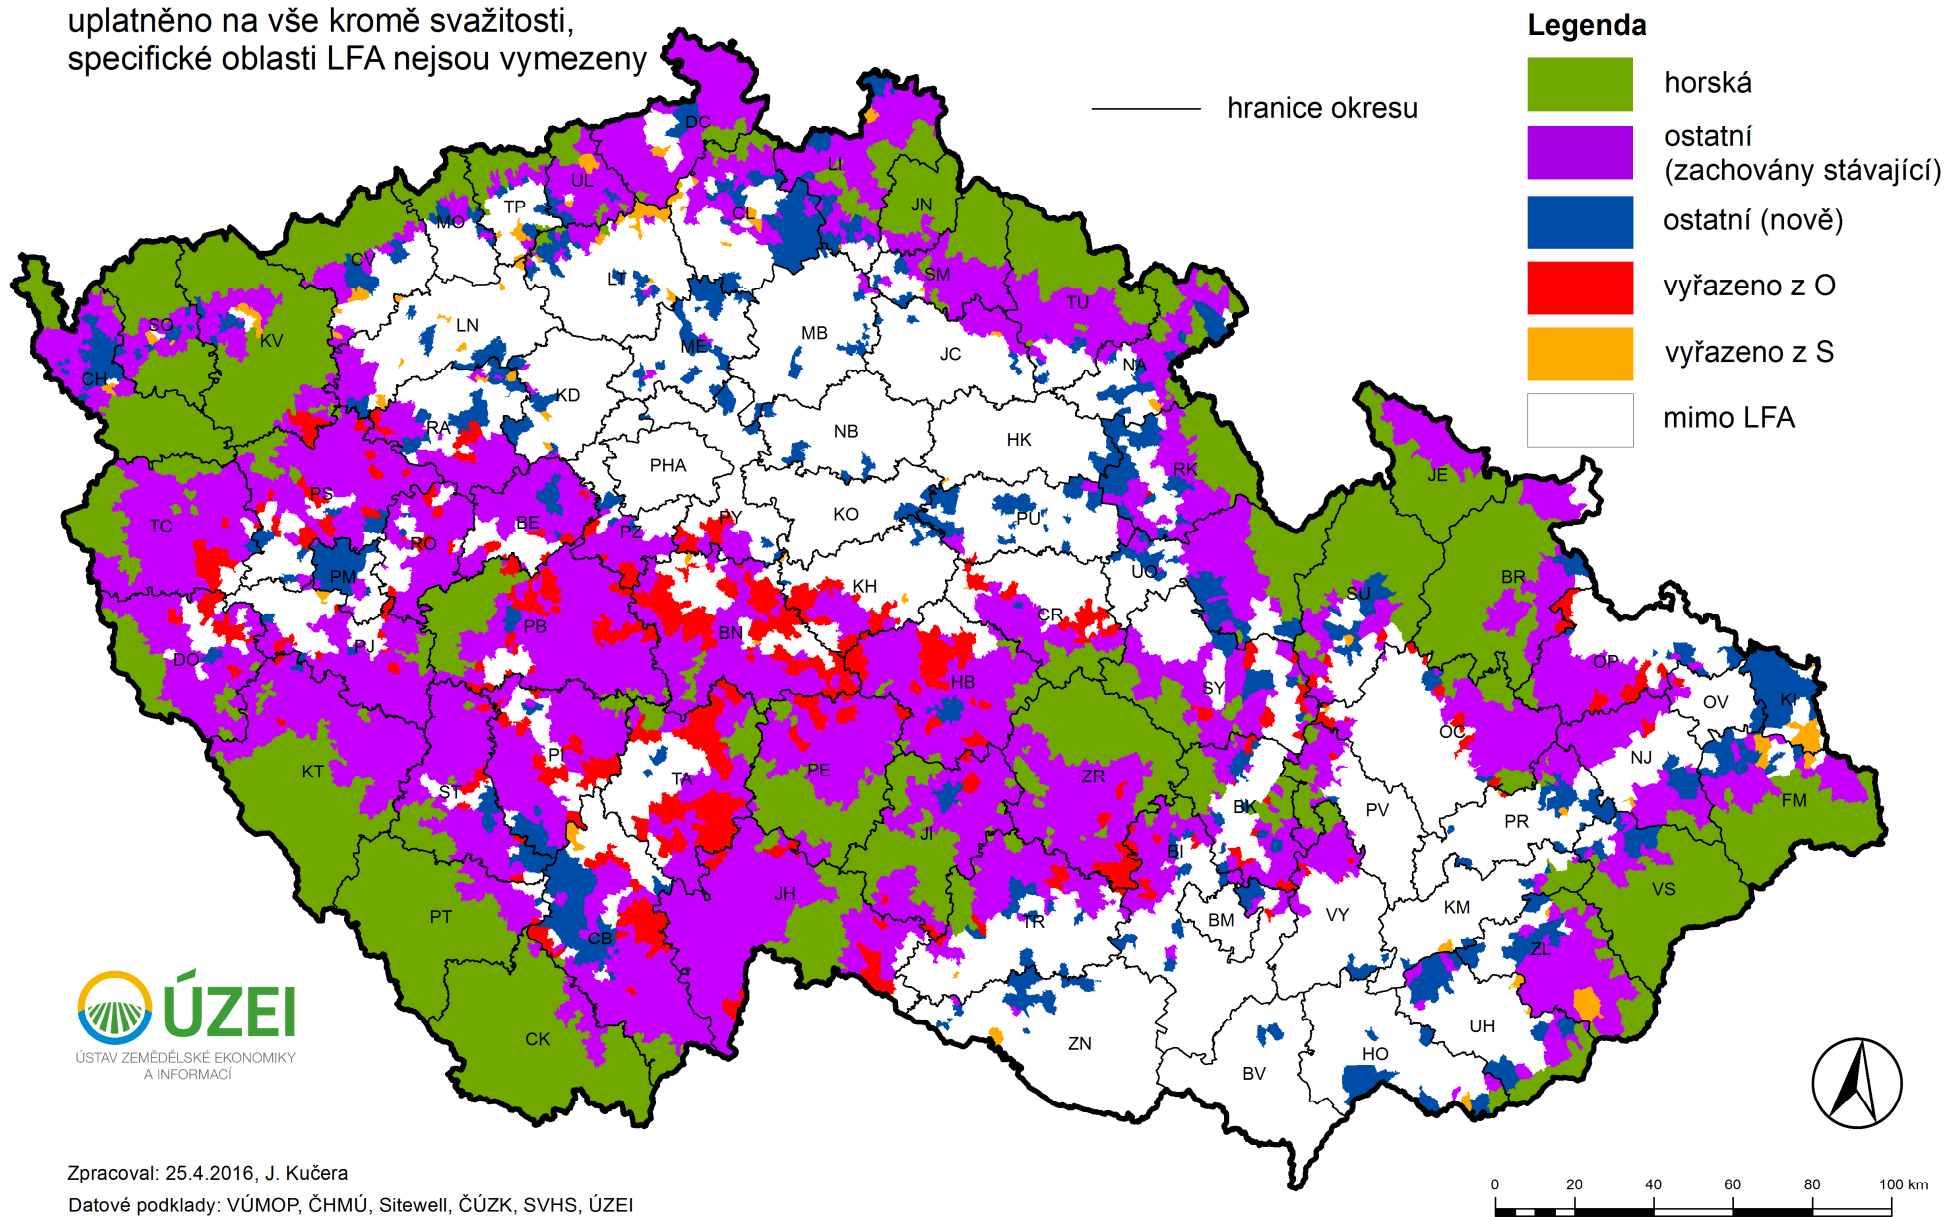 uplatněno na vše kromě svažitosti,
specifické oblasti LFA nejsou vymezeny
hranice okresu
Legenda
horská
ostatní
(zachovány stávající)
ostatní (nově)
vyřazeno z O
vyřazeno z S
mimo LFA
DC
LI
UL
JN
TP
CL
MO
CV
SM
LT
TU
SO
LN
KV
MB
ME
JC
NA
CH
KD
RA
NB
HK
PHA
RK
JE
PS
TC
BE
PZ
PY
KO
PU
RO
PM
UO
BR
KH
SU
CR
PB
BN
PJ
DO
OP
HB
SY
KI
OV
OC
PI
NJ
KT
TA
PE
ZR
ST
FM
BK
PV
PR
JI
BI
JH
VS
PT
KM
VY
BM
TR
CB
ZL
UH
CK
ZN
HO
BV
ÚZEI
ÚSTAV ZEMĚDĚLSKÉ EKONOMIKY
A INFORMACÍ
Zpracoval: 25.4.2016, J. Kučera
Datové podklady: VÚMOP, ČHMÚ, Sitewell, ČÚZK, SVHS, ÚZEI
0 20 40 60 80 100 km